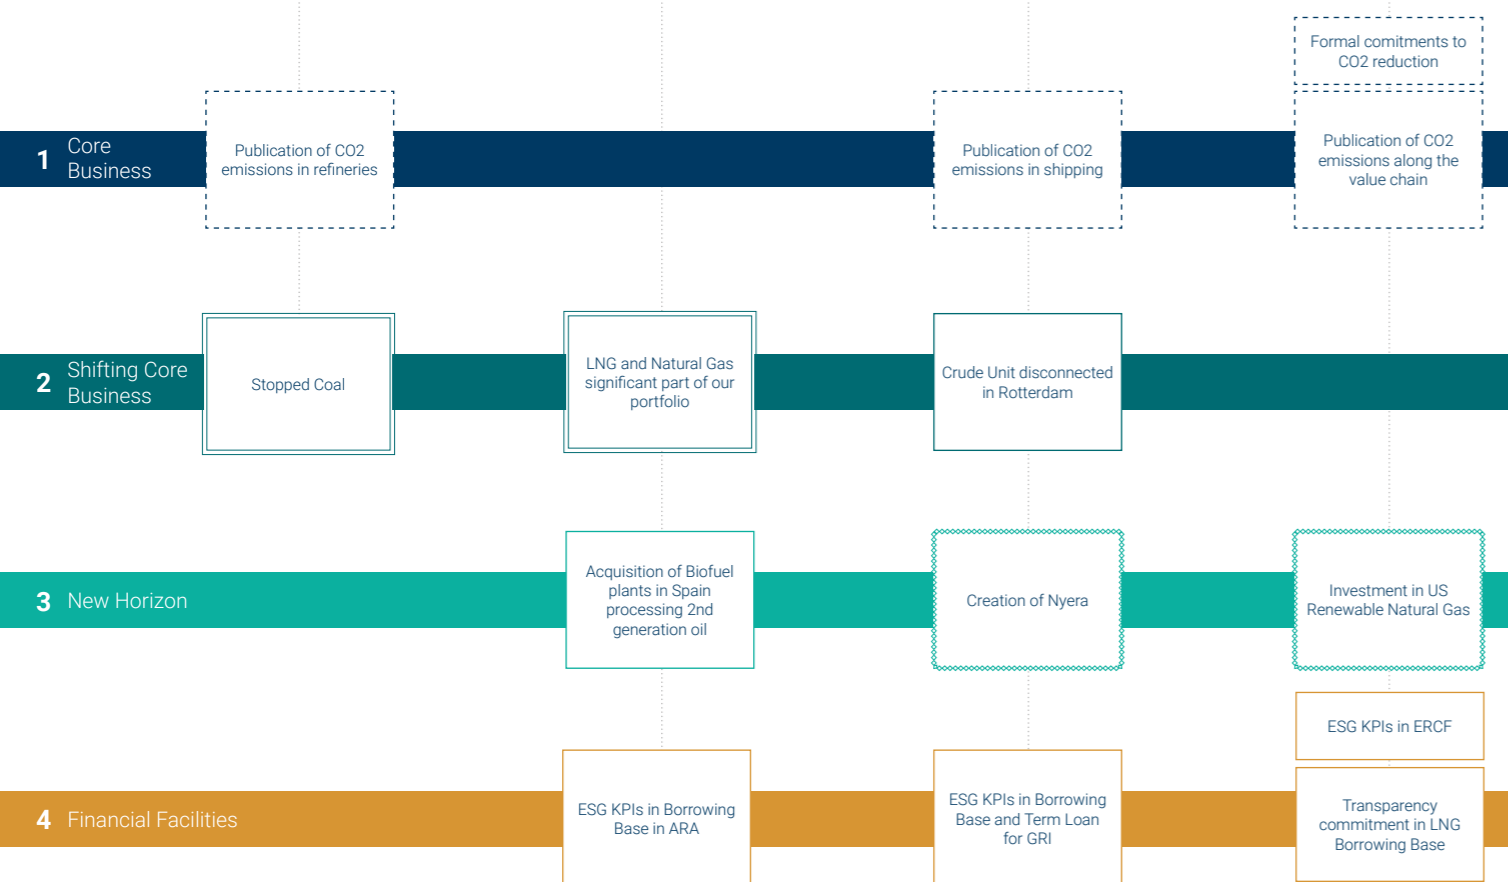 Formal comitments to
CO2 reduction
1
Core
Business
Publication of CO2
emissions in refineries
Publication of CO2
emissions in shipping
Publication of CO2
emissions along the
value chain
2
Shifting Core
Business
Stopped Coal
LNG and Natural Gas
significant part of our
portfolio
Crude Unit disconnected
in Rotterdam
3
New Horizon
Acquisition of Biofuel
plants in Spain
processing 2nd
generation oil
Creation of Nyera
Investment in US
Renewable Natural Gas
ESG KPIs in ERCF
4
Financial Facilities
ESG KPIs in Borrowing
Base in ARA
ESG KPIs in Borrowing
Base and Term Loan
for GRI
Transparency
commitment in LNG
Borrowing Base